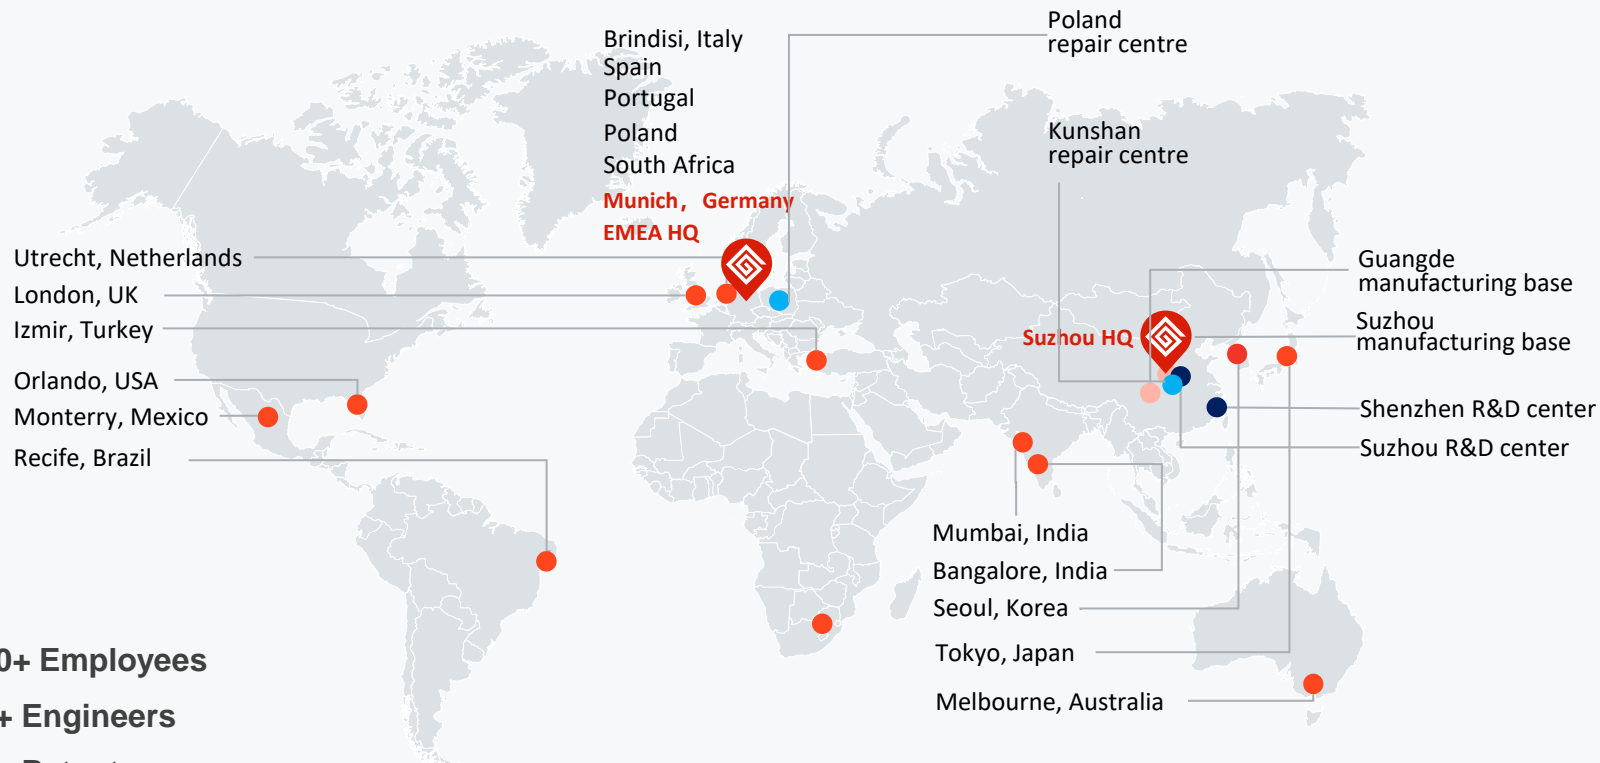 Brindisi, Italy
Spain
Portugal
Poland
South Africa
Munich，Germany
EMEA HQ
Poland
repair centre
Kunshan
repair centre
Utrecht, Netherlands
London, UK
Izmir, Turkey
Orlando, USA
Monterry, Mexico
Recife, Brazil
Suzhou HQ
Guangde
manufacturing base
Suzhou
manufacturing base
Shenzhen R&D center
Suzhou R&D center
Mumbai, India
Bangalore, India
Seoul, Korea
Tokyo, Japan
Melbourne, Australia
0+ Employees
+ Engineers